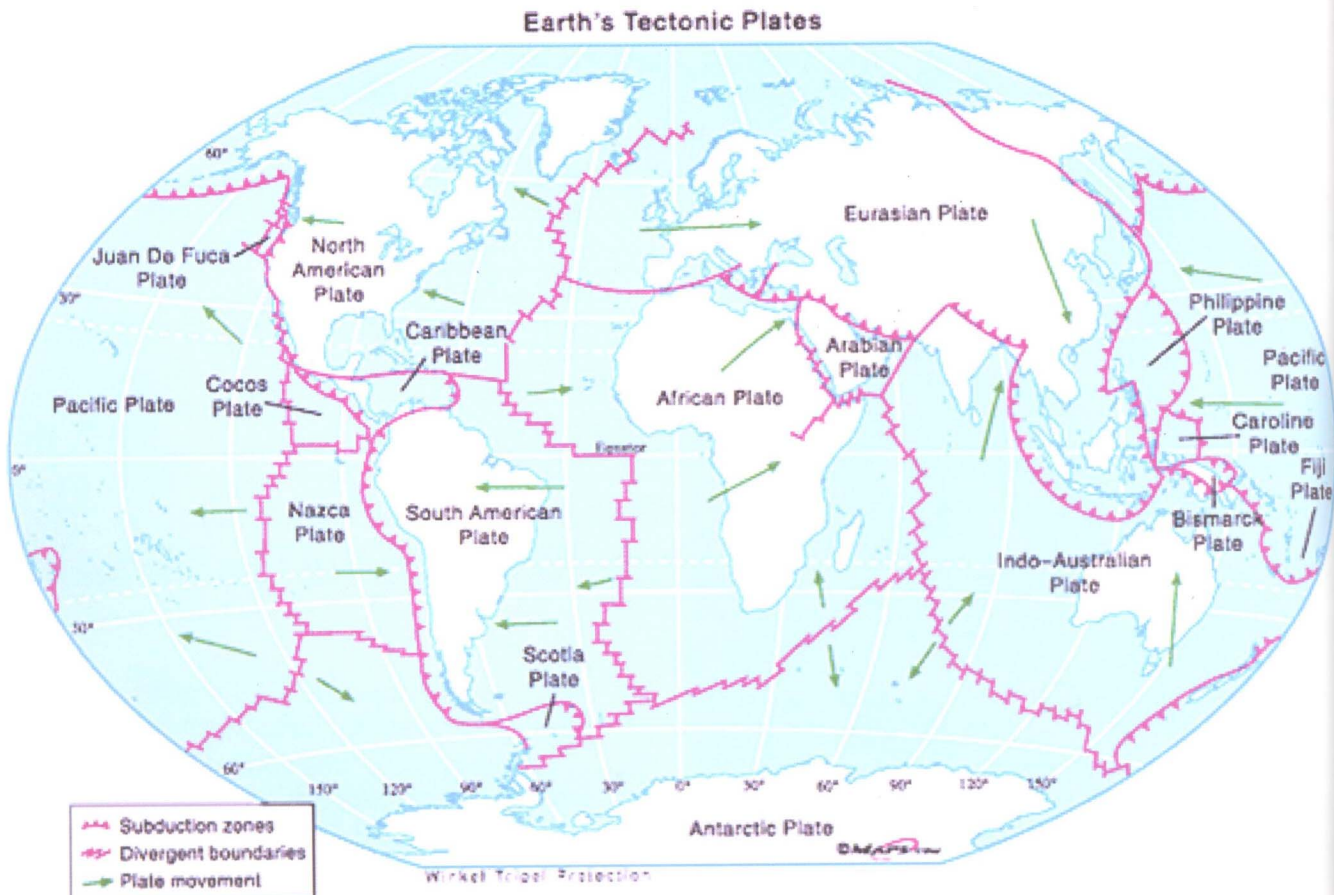 Earth's Tectonic Plates
60°
Juan De Fuca
Plate
North
American
Plate
Eurasian Plate
30°
Caribbean
Plate
Philippine
Plate
Arabian
Plate
Pacific
Plate
Pacific Plate
Cocos
Plate
African Plate
Caroline
Plate
Equator
0°
Fiji
Plate
Nazca
Plate
South American
Plate
Bismarck
Plate
Indo-Australian
Plate
30°
Scotia
Plate
60°
150° 120° 90° 60° 30° 0° 30° 60° 90° 120° 150°
Subduction zones
Divergent boundaries
Plate movement
Antarctic Plate
Winkel Tripel Projection